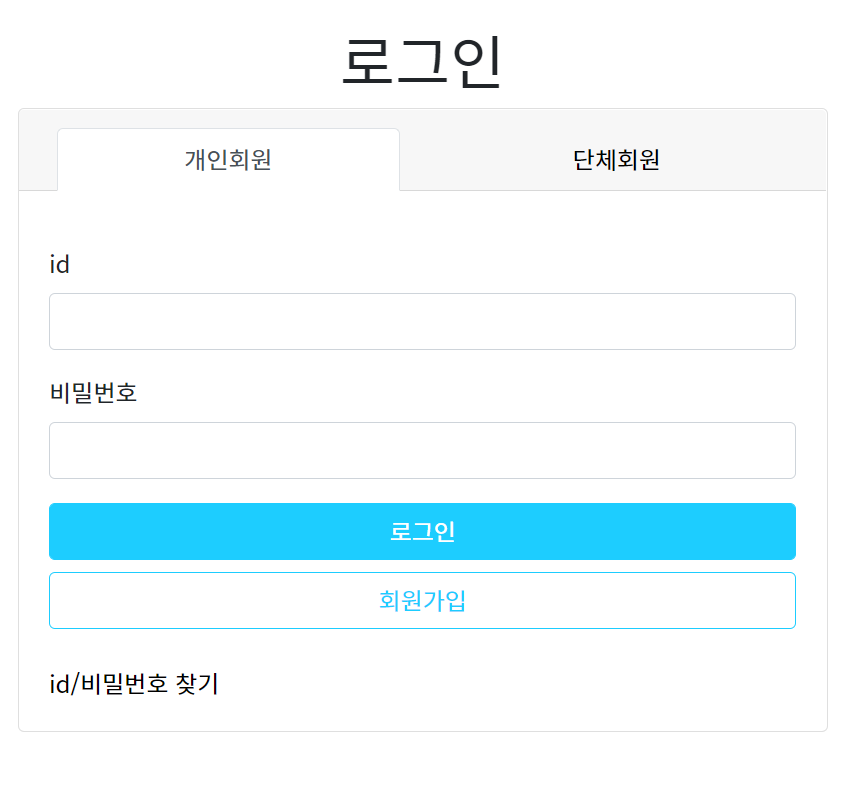 로그인
개인회원 단체회원
id
비밀번호
로그인
회원가입
id/비밀번호 찾기